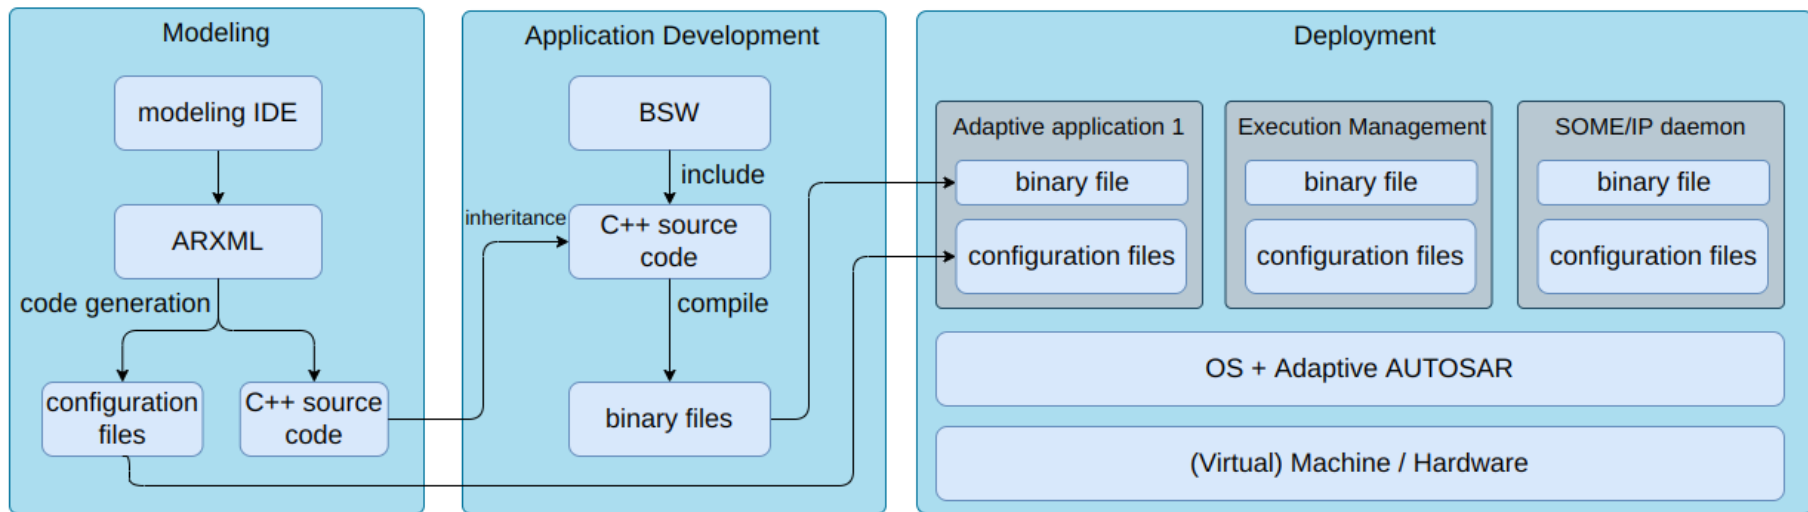 Modeling
modeling IDE
ARXML
code generation
configuration
files
C++ source
code
Application Development
BSW
include
inheritance
C++ source
code
compile
binary files
Deployment
Adaptive application 1
binary file
configuration files
Execution Management
binary file
configuration files
SOME/IP daemon
binary file
configuration files
OS + Adaptive AUTOSAR
(Virtual) Machine / Hardware